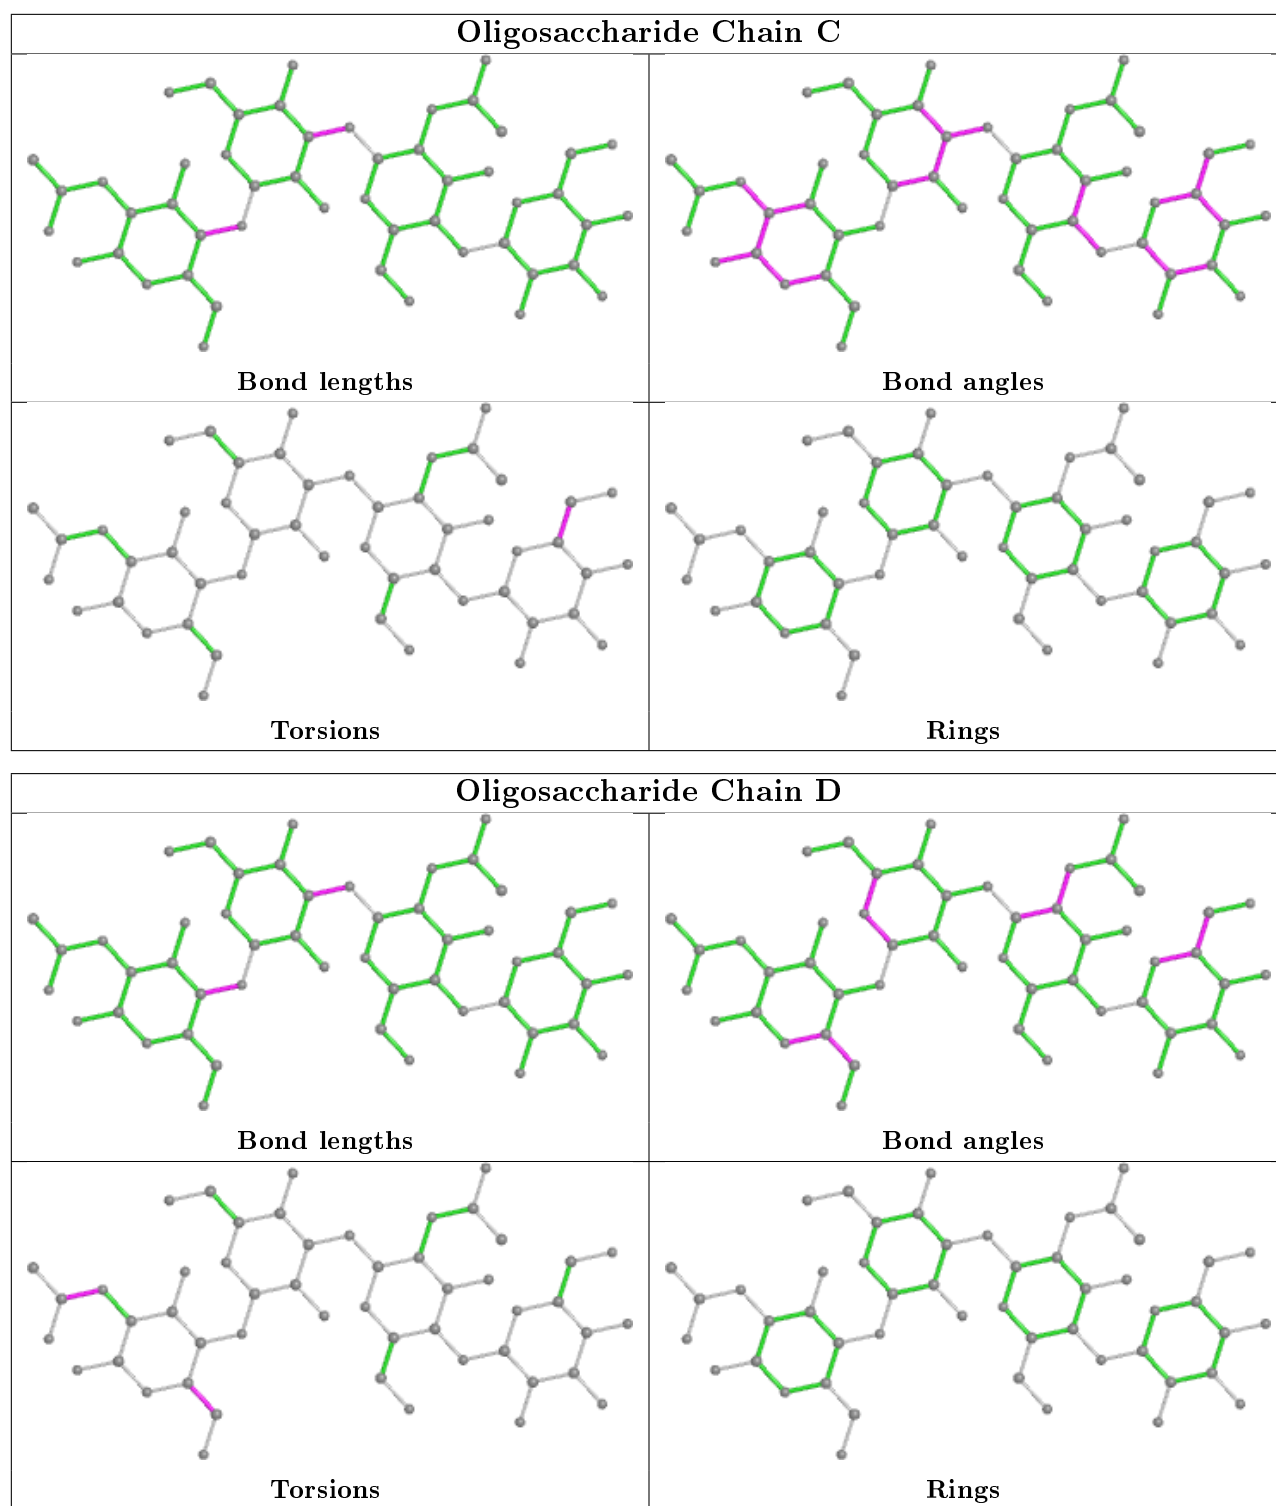 Oligosaccharide Chain C
Bond lengths
Bond angles
Torsions
Rings
Oligosaccharide Chain D
Bond lengths
Bond angles
Torsions
Rings